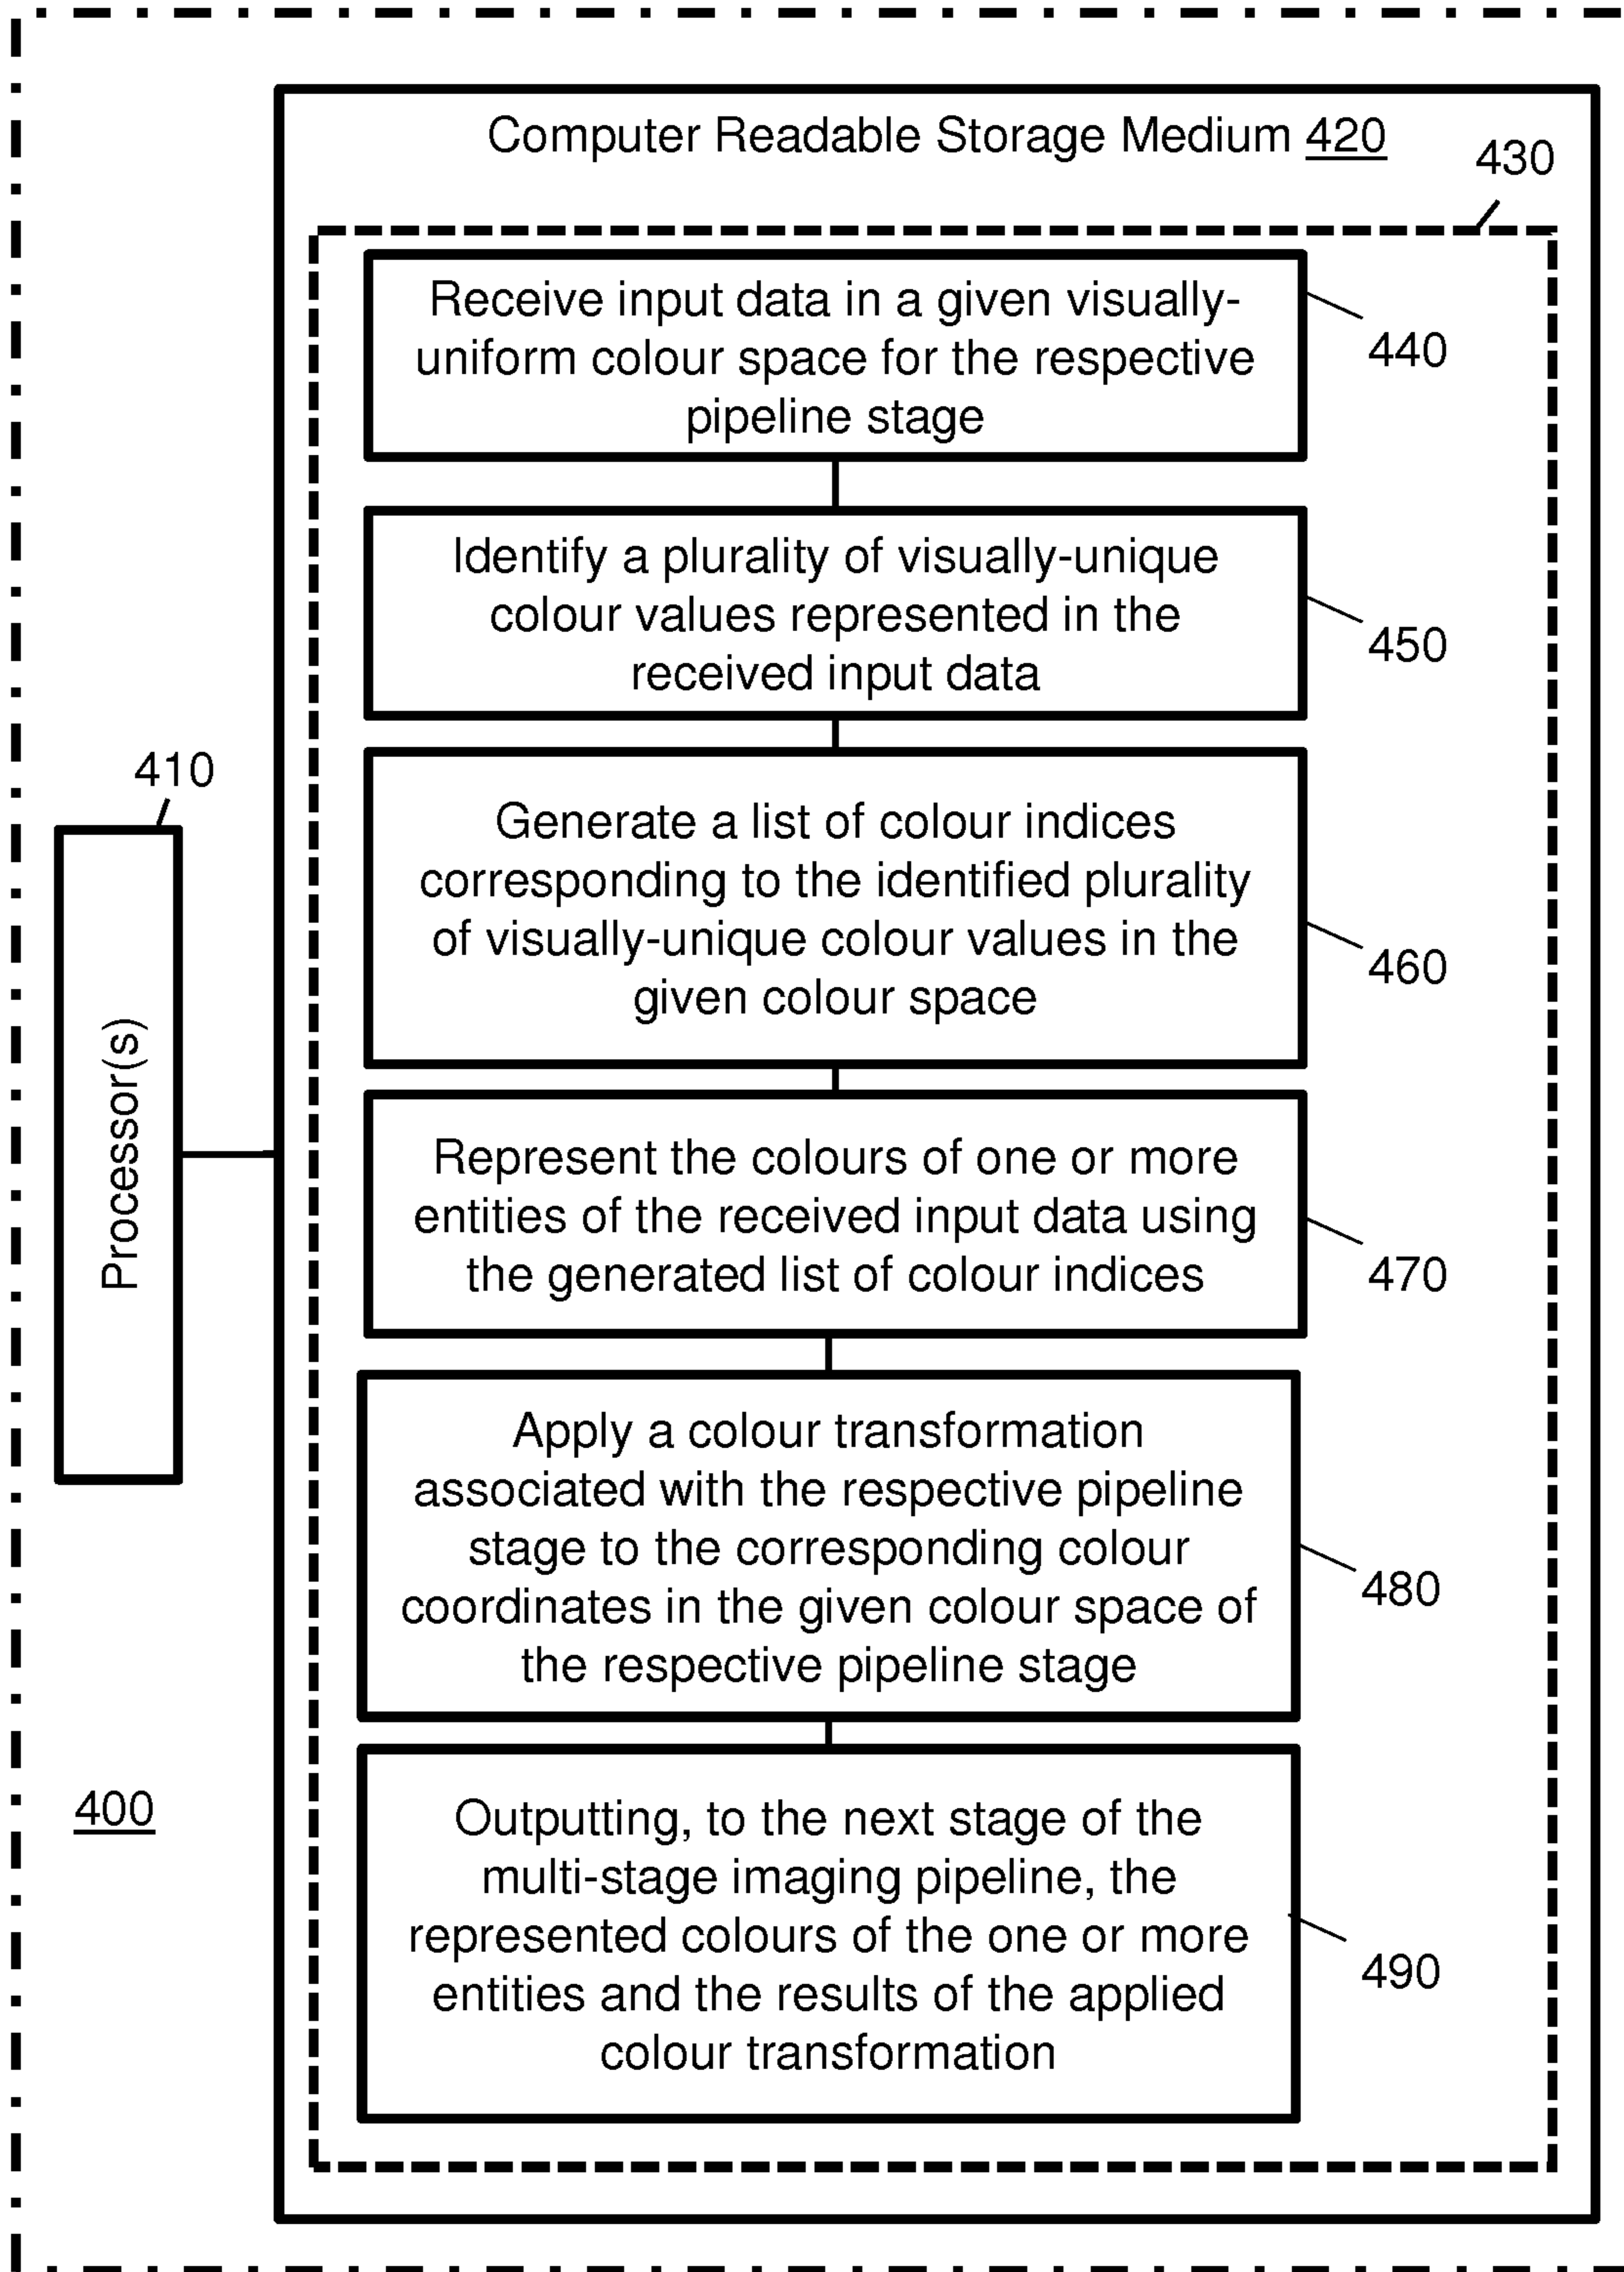 Computer Readable Storage Medium 420
430
Receive input data in a given visually-
uniform colour space for the respective
pipeline stage
440
Identify a plurality of visually-unique
colour values represented in the
received input data
450
410
Processor(s)
Generate a list of colour indices
corresponding to the identified plurality
of visually-unique colour values in the
given colour space
460
Represent the colours of one or more
entities of the received input data using
the generated list of colour indices
470
Apply a colour transformation
associated with the respective pipeline
stage to the corresponding colour
coordinates in the given colour space of
the respective pipeline stage
480
400
Outputting, to the next stage of the
multi-stage imaging pipeline, the
represented colours of the one or more
entities and the results of the applied
colour transformation
490